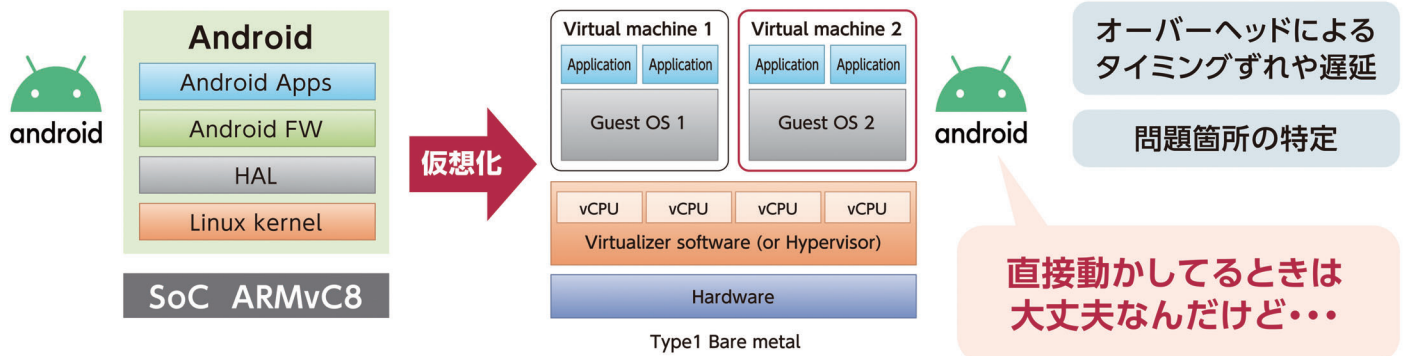 android
Android
Android Apps
Android FW
HAL
Linux kernel
SoC ARMvC8
仮想化
Virtual machine 1
Application Application
Guest OS 1
Virtual machine 2
Application Application
Guest OS 2
vCPU vCPU vCPU vCPU
Virtualizer software (or Hypervisor)
Hardware
Type1 Bare metal
android
オーバーヘッドによる
タイミングずれや遅延
問題箇所の特定
直接動かしてるときは
大丈夫なんだけど・・・